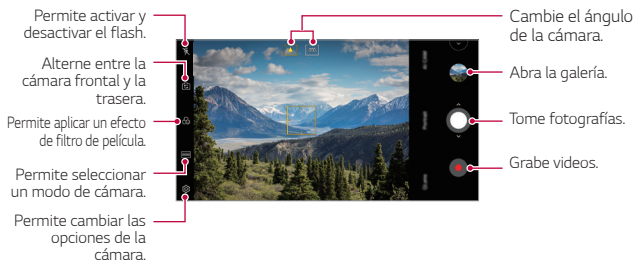 Permite activar y
desactivar el flash.
Alterne entre la
cámara frontal y la
trasera.
Permite aplicar un efecto
de filtro de película.
Permite seleccionar
un modo de cámara.
Permite cambiar las
opciones de la
cámara.
Cambie el ángulo
de la cámara.
Abra la galería.
Tome fotografías.
Grabe videos.